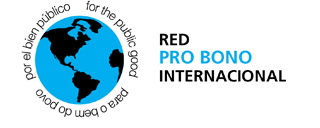 por el bien público
for the public good
para o bem do povo
RED
PRO BONO
INTERNACIONAL